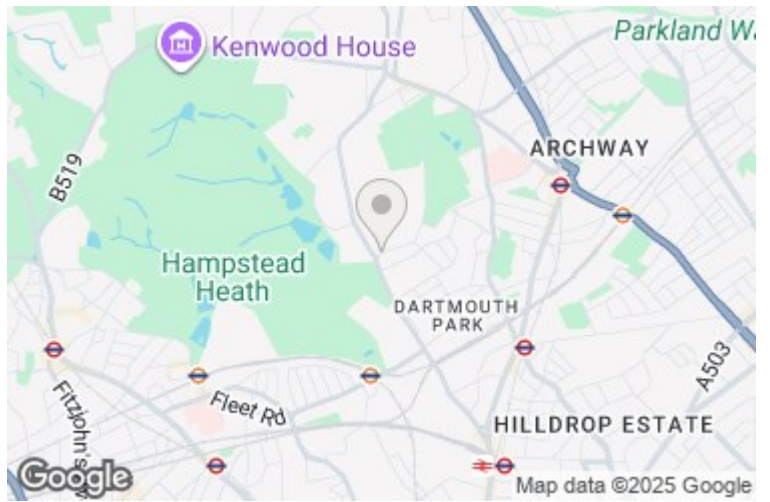 Parkland Wa
Kenwood House
ARCHWAY
B519
Hampstead
Heath
DARTMOUTH
PARK
A503
Fitzjohn's
Fleet Rd
HILLDROP ESTATE
Google
Map data ©2025 Google